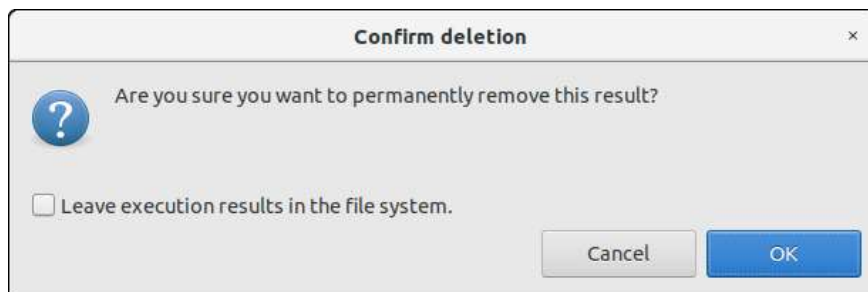 Confirm deletion ×
Are you sure you want to permanently remove this result?
?
Leave execution results in the file system.
Cancel OK